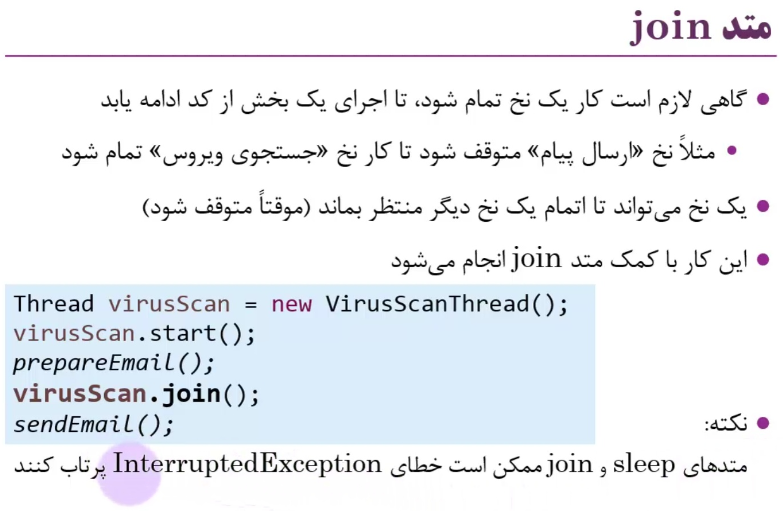 متد join
گاهی لازم است کار یک نخ تمام شود، تا اجرای یک بخش از کد ادامه یابد
مثلاً نخ «ارسال پیام» متوقف شود تا کار نخ «جستجوی ویروس» تمام شود
یک نخ می‌تواند تا اتمام یک نخ دیگر منتظر بماند (موقتاً متوقف شود)
این کار با کمک متد join انجام می‌شود
Thread virusScan = new VirusScanThread();
virusScan.start();
prepareEmail();
virusScan.join();
sendEmail();
نکته:
متدهای sleep و join ممکن است خطای InterruptedException پرتاب کنند